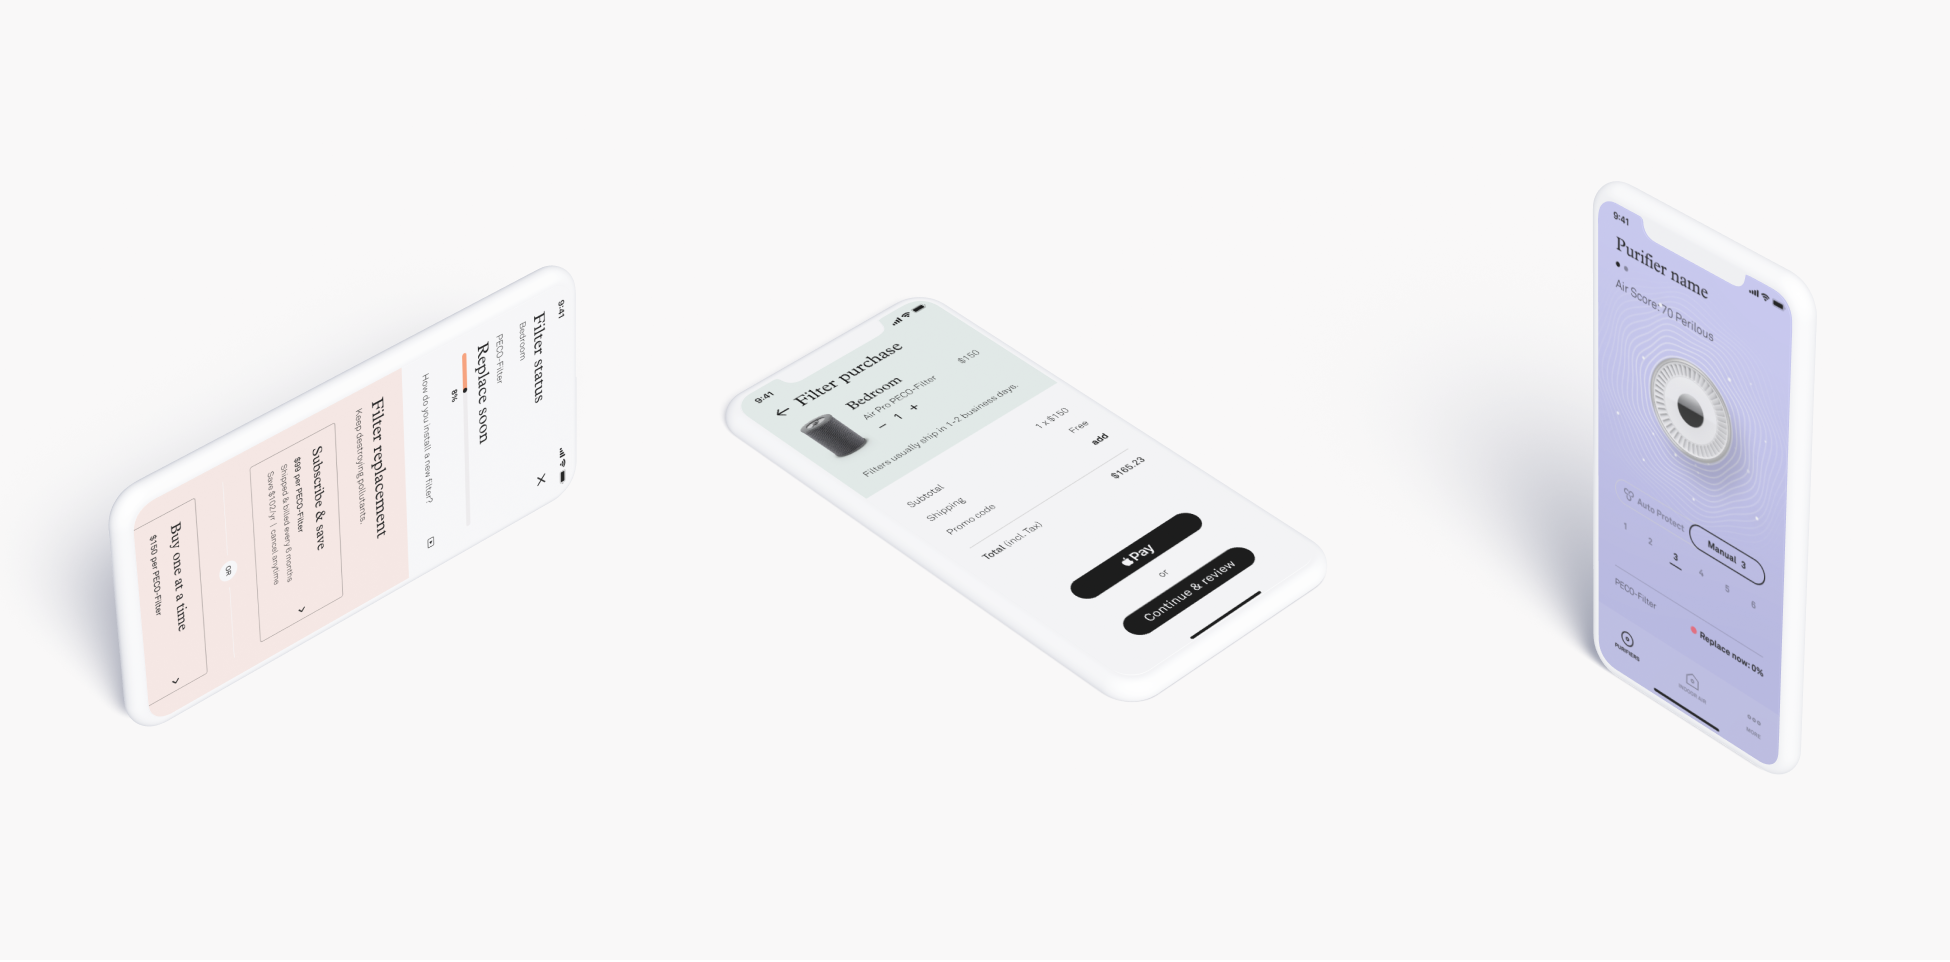 9:41
Filter status
Bedroom
PECO-Filter
Replace soon
8%
How do you install a new filter?
Filter replacement
Keep destroying pollutants.
Subscribe & save
$99 per PECO-Filter
Shipped & billed every 6 months
Save $102/yr | cancel anytime
OR
Buy one at a time
$150 per PECO-Filter
9:41
Filter purchase
Bedroom
$150
Air Pro PECO-Filter
1
Filters usually ship in 1-2 business days.
Subtotal 1 x $150
Shipping Free
Promo code add
Total (incl. Tax) $165.23
Pay
or
Continue & review
9:41
Purifier name
Air Score: 70 Perilous
Auto Protect Manual 3
1 2 3 4 5 6
PECO-Filter Replace now: 0%
PURIFIERS INDOOR AIR MORE